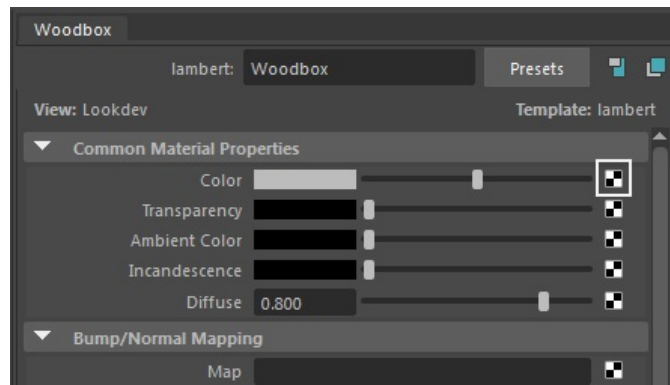 Woodbox
lambert: Woodbox Presets
View: Lookdev Template: lambert
Common Material Properties
Color
Transparency
Ambient Color
Incandescence
Diffuse 0.800
Bump/Normal Mapping
Map